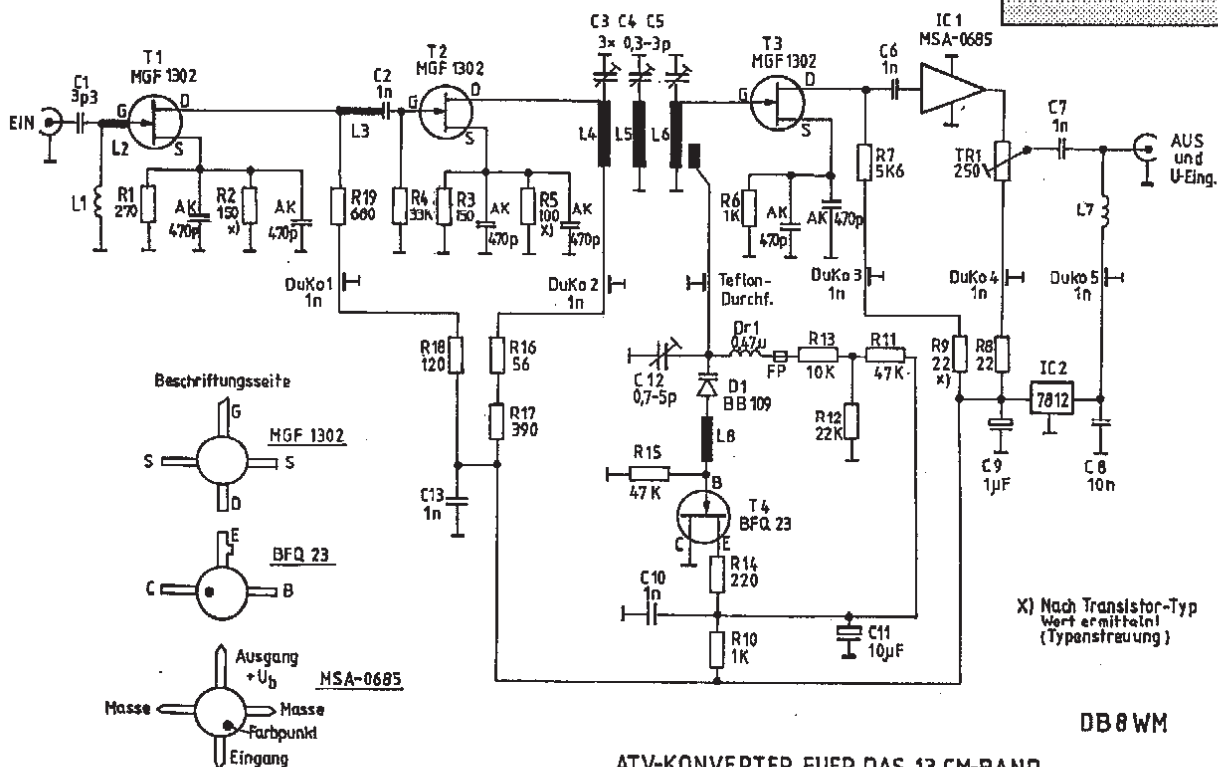 C3 C4 C5
3x 0,3-3p
IC 1
MSA-0685
T1
MGF 1302
T2
MGF 1302
T3
MGF 1302
C1
3p3
C2
1n
C6
1n
C7
1n
EIN
G
D
S
L2
L3
G
D
S
L4
L5
L6
G
D
S
R7
5K6
TR1
250
AUS
und
U-Eing.
L1
R1
270
AK
470p
R2
150
x)
AK
470p
R19
680
R4
33K
R3
150
AK
470p
R5
100
x)
AK
470p
R6
1K
AK
470p
AK
470p
L7
DuKo1
1n
DuKo 2
1n
Teflon-
Durchf.
DuKo 3
1n
DuKo 4
1n
DuKo 5
1n
R18
120
R16
56
C12
0,7-5p
Dr1
0,47µ
FP
R13
10K
R11
47K
R9
22
x)
R8
22
IC2
7812
D1
BB 109
R12
22K
R17
390
L8
R15
47K
C9
1µF
C8
10n
C13
1n
B
T4
BFQ 23
C
E
R14
220
C10
1n
R10
1K
C11
10µF
Beschriftungsseite
G
MGF 1302
S
S
D
E
BFQ 23
C
B
Ausgang
+Ub
MSA-0685
Masse
Masse
Farbpunkt
Eingang
X) Nach Transistor-Typ
Wert ermitteln!
(Typenstreuung)
DB8WM
ATV-KONVERTER FUER DAS 13 CM-BAND